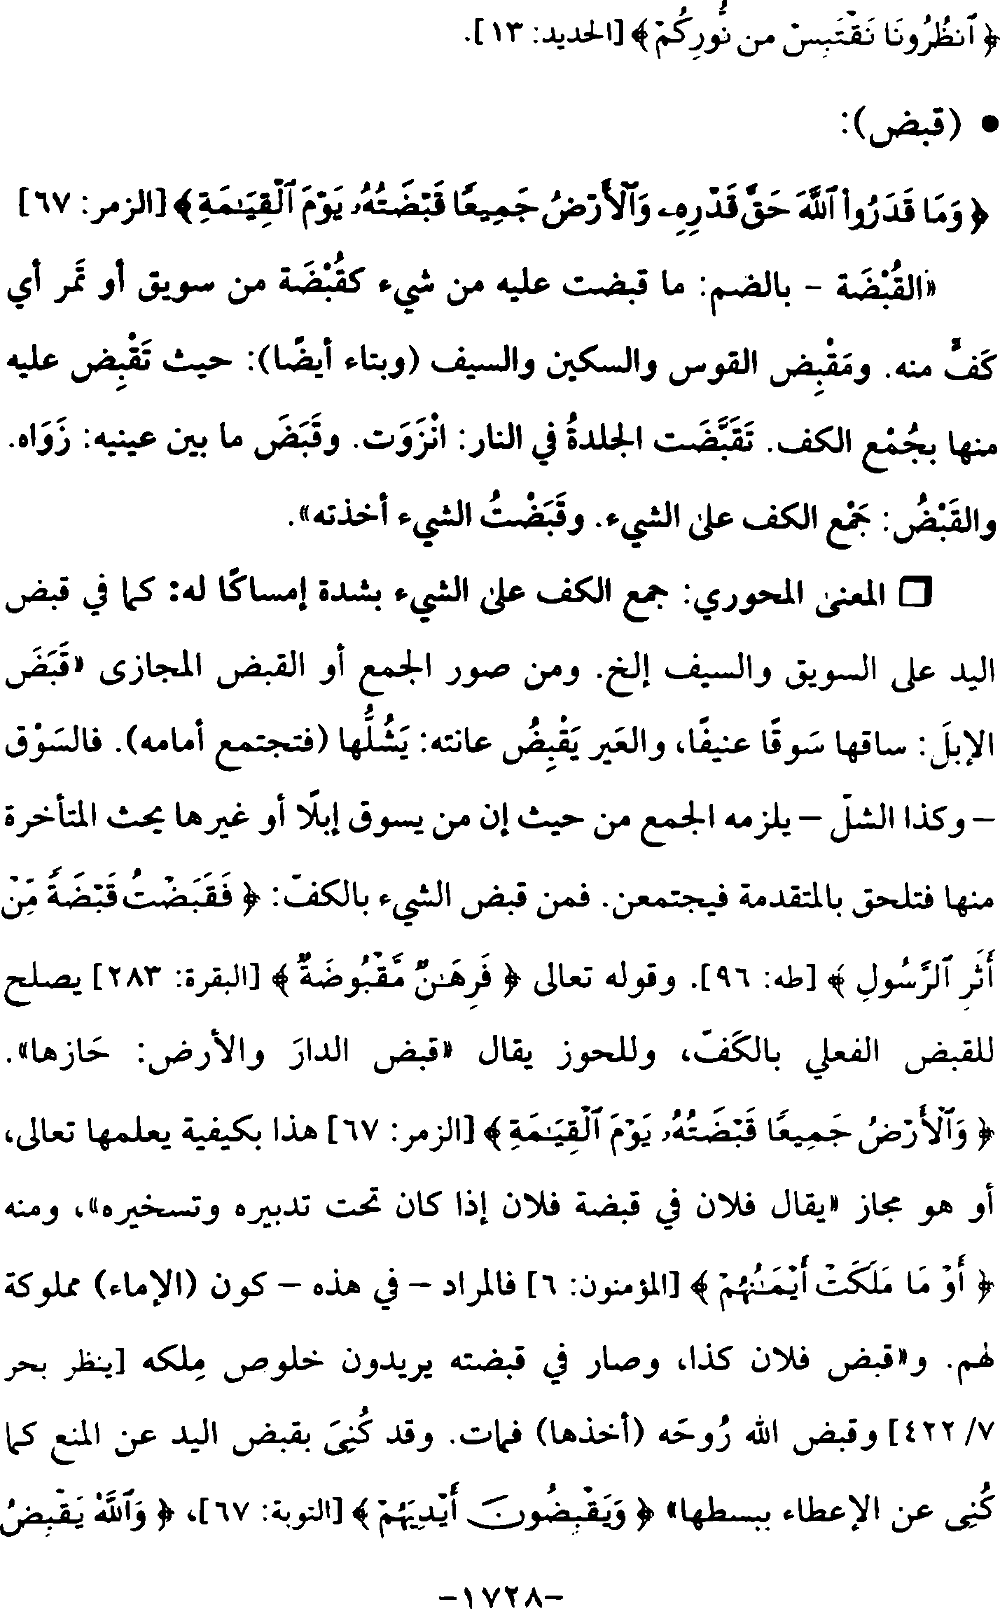 ﴿ ٱنظُرُونَا نَقْتَبِسْ مِن نُّورِكُمْ ﴾ [الحديد: ١٣].
• (قبض):
﴿ وَمَا قَدَرُوا۟ ٱللَّهَ حَقَّ قَدْرِهِۦ وَٱلْأَرْضُ جَمِيعًا قَبْضَتُهُۥ يَوْمَ ٱلْقِيَـٰمَةِ ﴾ [الزمر: ٦٧]
«القُبْضَة - بالضم: ما قبضت عليه من شيء كقُبْضَة من سويق أو تَمر أي
كَفٌّ منه. ومَقْبِض القوس والسكين والسيف (وبتاء أيضًا): حيث تَقْبِض عليه
منها بجُمْع الكف. تَقَبَّضَت الجلدةُ في النار: انْزَوَت. وقَبَضَ ما بين عينيه: زَوَاه.
والقَبْضُ: جَمْع الكف على الشيء. وقَبَضْتُ الشيء أخذته».
□ المعنى المحوري: جمع الكف على الشيء بشدة إمساكًا له: كما في قبض
اليد على السويق والسيف إلخ. ومن صور الجمع أو القبض المجازى «قَبَضَ
الإبلَ: ساقها سَوقًا عنيفًا، والعَير يَقْبِضُ عانته: يَشُلُّها (فتجتمع أمامه). فالسَوْق
– وكذا الشلّ – يلزمه الجمع من حيث إن من يسوق إبلًا أو غيرها يحث المتأخرة
منها فتلحق بالمتقدمة فيجتمعن. فمن قبض الشيء بالكفّ: ﴿ فَقَبَضْتُ قَبْضَةً مِّنْ
أَثَرِ ٱلرَّسُولِ ﴾ [طه: ٩٦]. وقوله تعالى ﴿ فَرِهَـٰنٌ مَّقْبُوضَةٌ ﴾ [البقرة: ٢٨٣] يصلح
للقبض الفعلي بالكَفّ، وللحوز يقال «قبض الدارَ والأرض: حَازها».
﴿ وَٱلْأَرْضُ جَمِيعًا قَبْضَتُهُۥ يَوْمَ ٱلْقِيَـٰمَةِ ﴾ [الزمر: ٦٧] هذا بكيفية يعلمها تعالى،
أو هو مجاز «يقال فلان في قبضة فلان إذا كان تحت تدبيره وتسخيره»، ومنه
﴿ أَوْ مَا مَلَكَتْ أَيْمَـٰنُهُمْ ﴾ [المؤمنون: ٦] فالمراد – في هذه – كون (الإماء) مملوكة
لهم. و«قبض فلان كذا، وصار في قبضته يريدون خلوص مِلكه [ينظر بحر
٧/ ٤٢٢] وقبض الله رُوحَه (أخذها) فمات. وقد كُنِىَ بقبض اليد عن المنع كما
كُنِى عن الإعطاء ببسطها» ﴿ وَيَقْبِضُونَ أَيْدِيَهُمْ ﴾ [التوبة: ٦٧]، ﴿ وَٱللَّهُ يَقْبِضُ
-١٧٢٨-